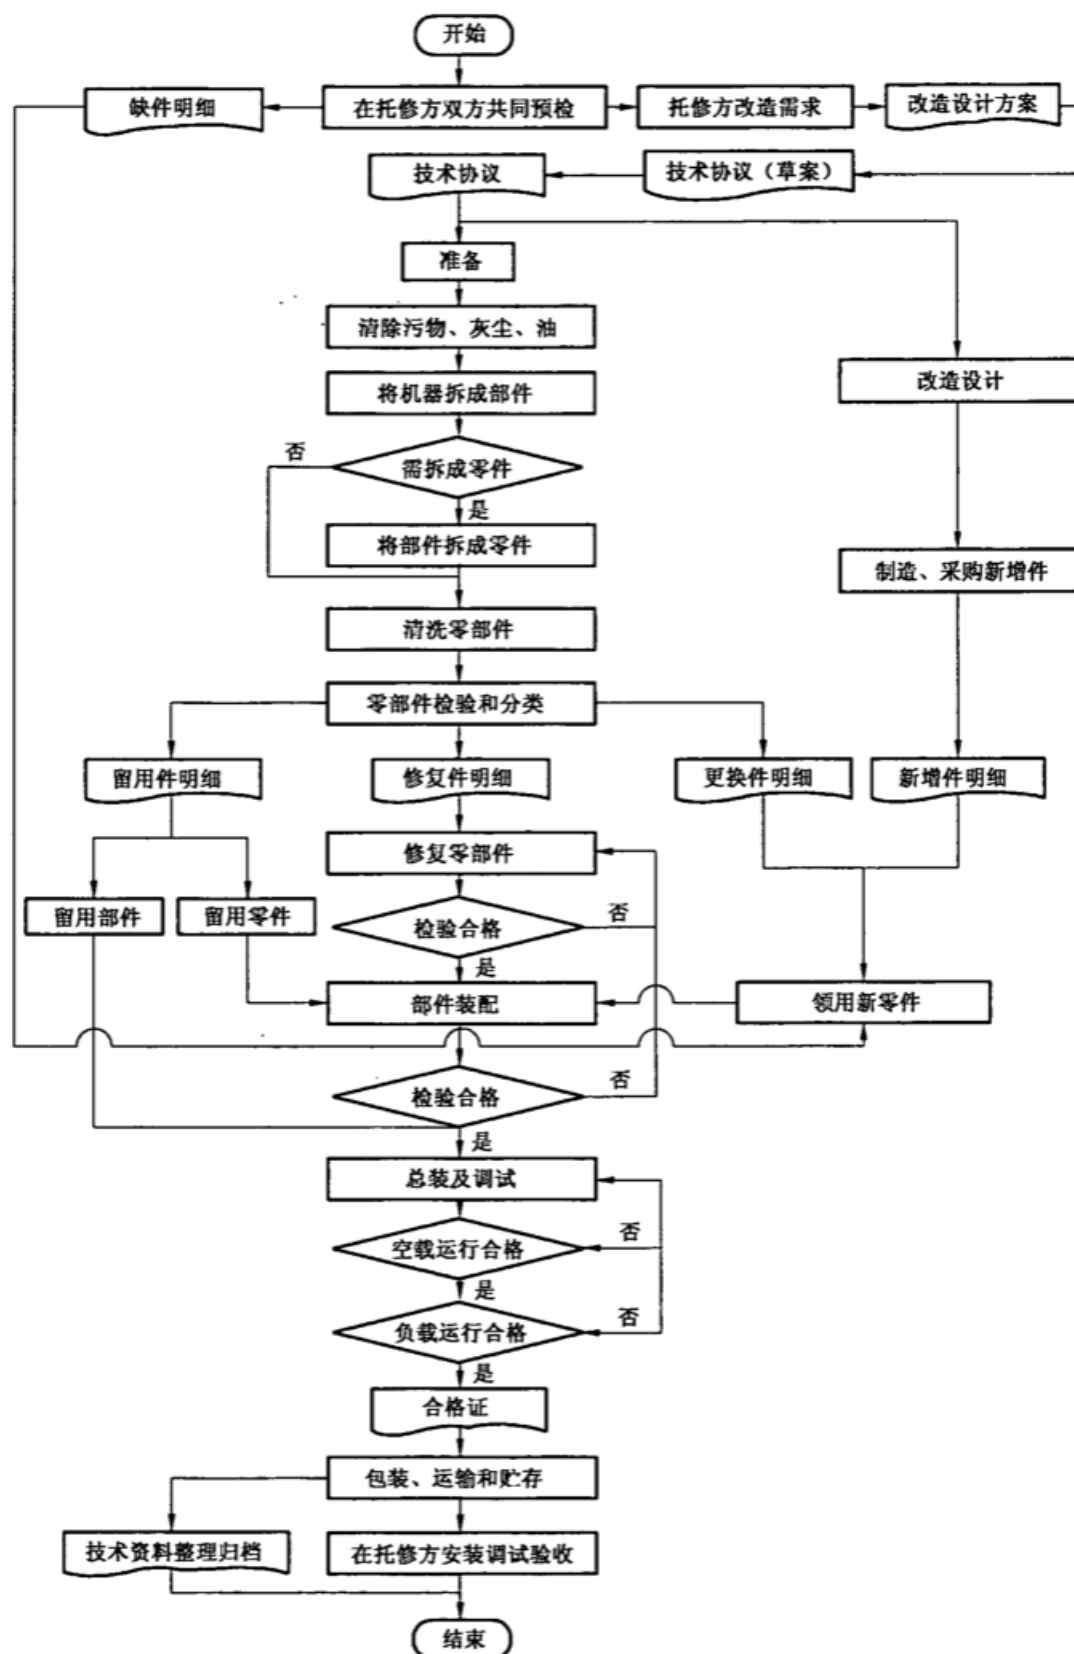 开始
缺件明细
在托修方双方共同预检
托修方改造需求
改造设计方案
技术协议
技术协议（草案）
准备
清除污物、灰尘、油
将机器拆成部件
改造设计
否
需拆成零件
是
将部件拆成零件
制造、采购新增件
清洗零部件
零部件检验和分类
留用件明细
修复件明细
更换件明细
新增件明细
修复零部件
留用部件
留用零件
检验合格
否
是
部件装配
领用新零件
检验合格
否
是
总装及调试
空载运行合格
否
是
负载运行合格
否
是
合格证
包装、运输和贮存
技术资料整理归档
在托修方安装调试验收
结束